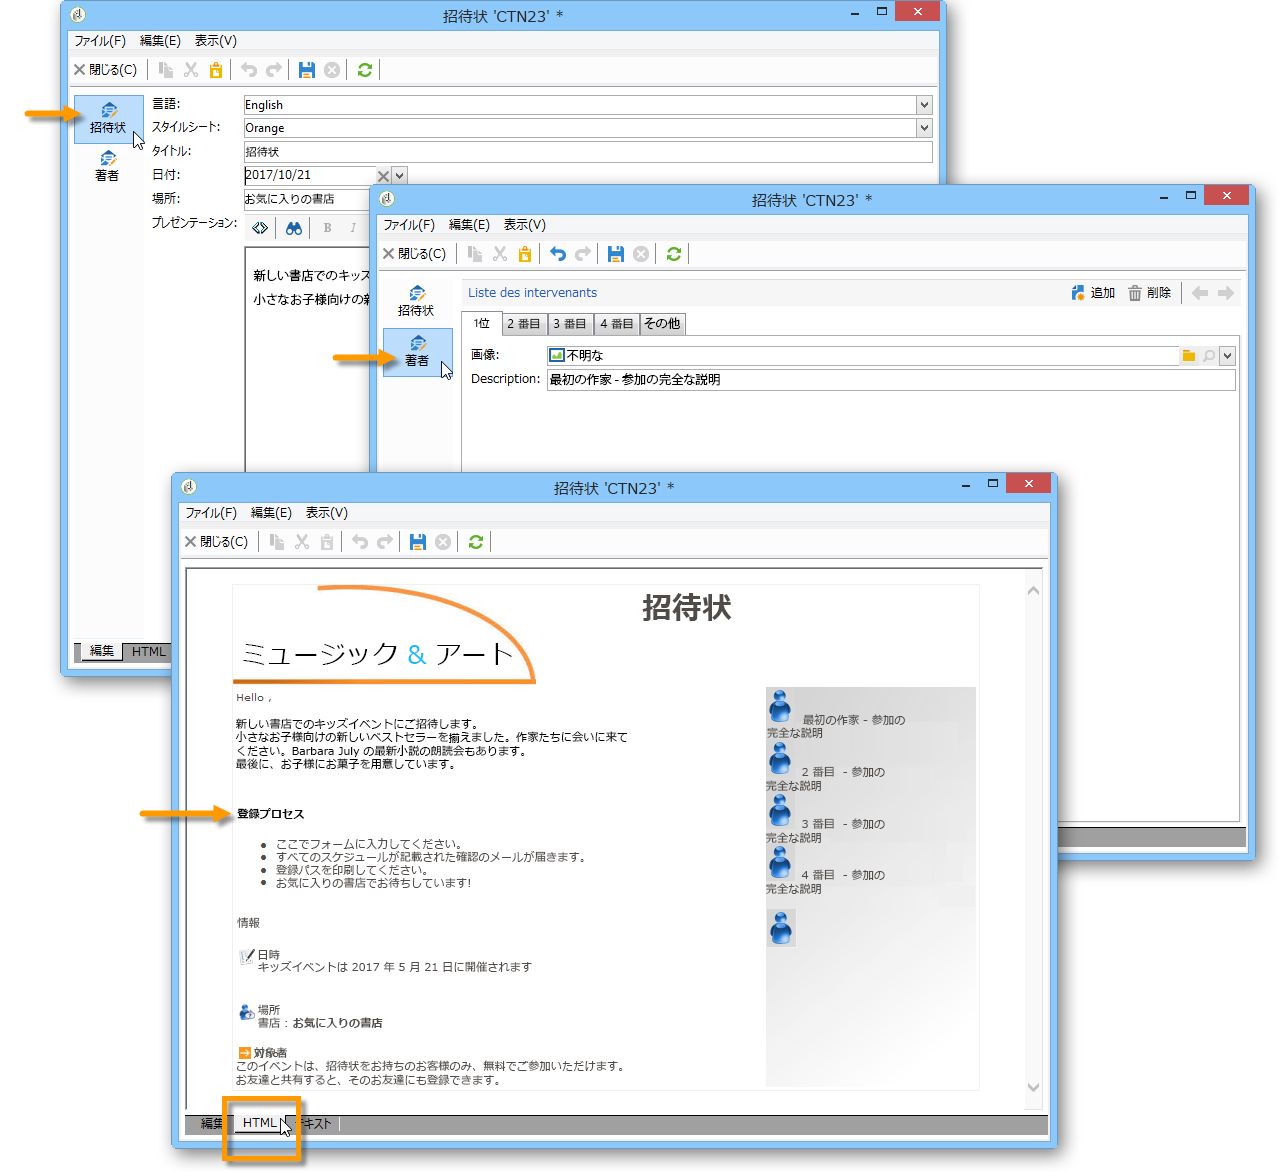 招待状 'CTN23' *
ファイル(F) 編集(E) 表示(V)
閉じる(C)
招待状
著者
言語: English
スタイルシート: Orange
タイトル: 招待状
日付: 2017/10/21
場所: お気に入りの書店
プレゼンテーション:
B I
新しい書店でのキッズ
小さなお子様向けの新
編集 HTML
招待状 'CTN23' *
ファイル(F) 編集(E) 表示(V)
閉じる(C)
招待状
著者
Liste des intervenants
追加 削除
1位 2 番目 3 番目 4 番目 その他
画像: 不明な
Description: 最初の作家 - 参加の完全な説明
招待状 'CTN23' *
ファイル(F) 編集(E) 表示(V)
閉じる(C)
招待状
ミュージック & アート
Hello ,
新しい書店でのキッズイベントにご招待します。
小さなお子様向けの新しいベストセラーを揃えました。作家たちに会いに来て
ください。Barbara July の最新小説の朗読会もあります。
最後に、お子様にお菓子を用意しています。
登録プロセス
ここでフォームに入力してください。
すべてのスケジュールが記載された確認のメールが届きます。
登録パスを印刷してください。
お気に入りの書店でお待ちしています!
情報
日時
キッズイベントは 2017 年 5 月 21 日に開催されます
場所
書店 : お気に入りの書店
対象者
このイベントは、招待状をお持ちのお客様のみ、無料でご参加いただけます。
お友達と共有すると、そのお友達にも登録できます。
最初の作家 - 参加の
完全な説明
2 番目 - 参加の
完全な説明
3 番目 - 参加の
完全な説明
4 番目 - 参加の
完全な説明
編集 HTML キスト